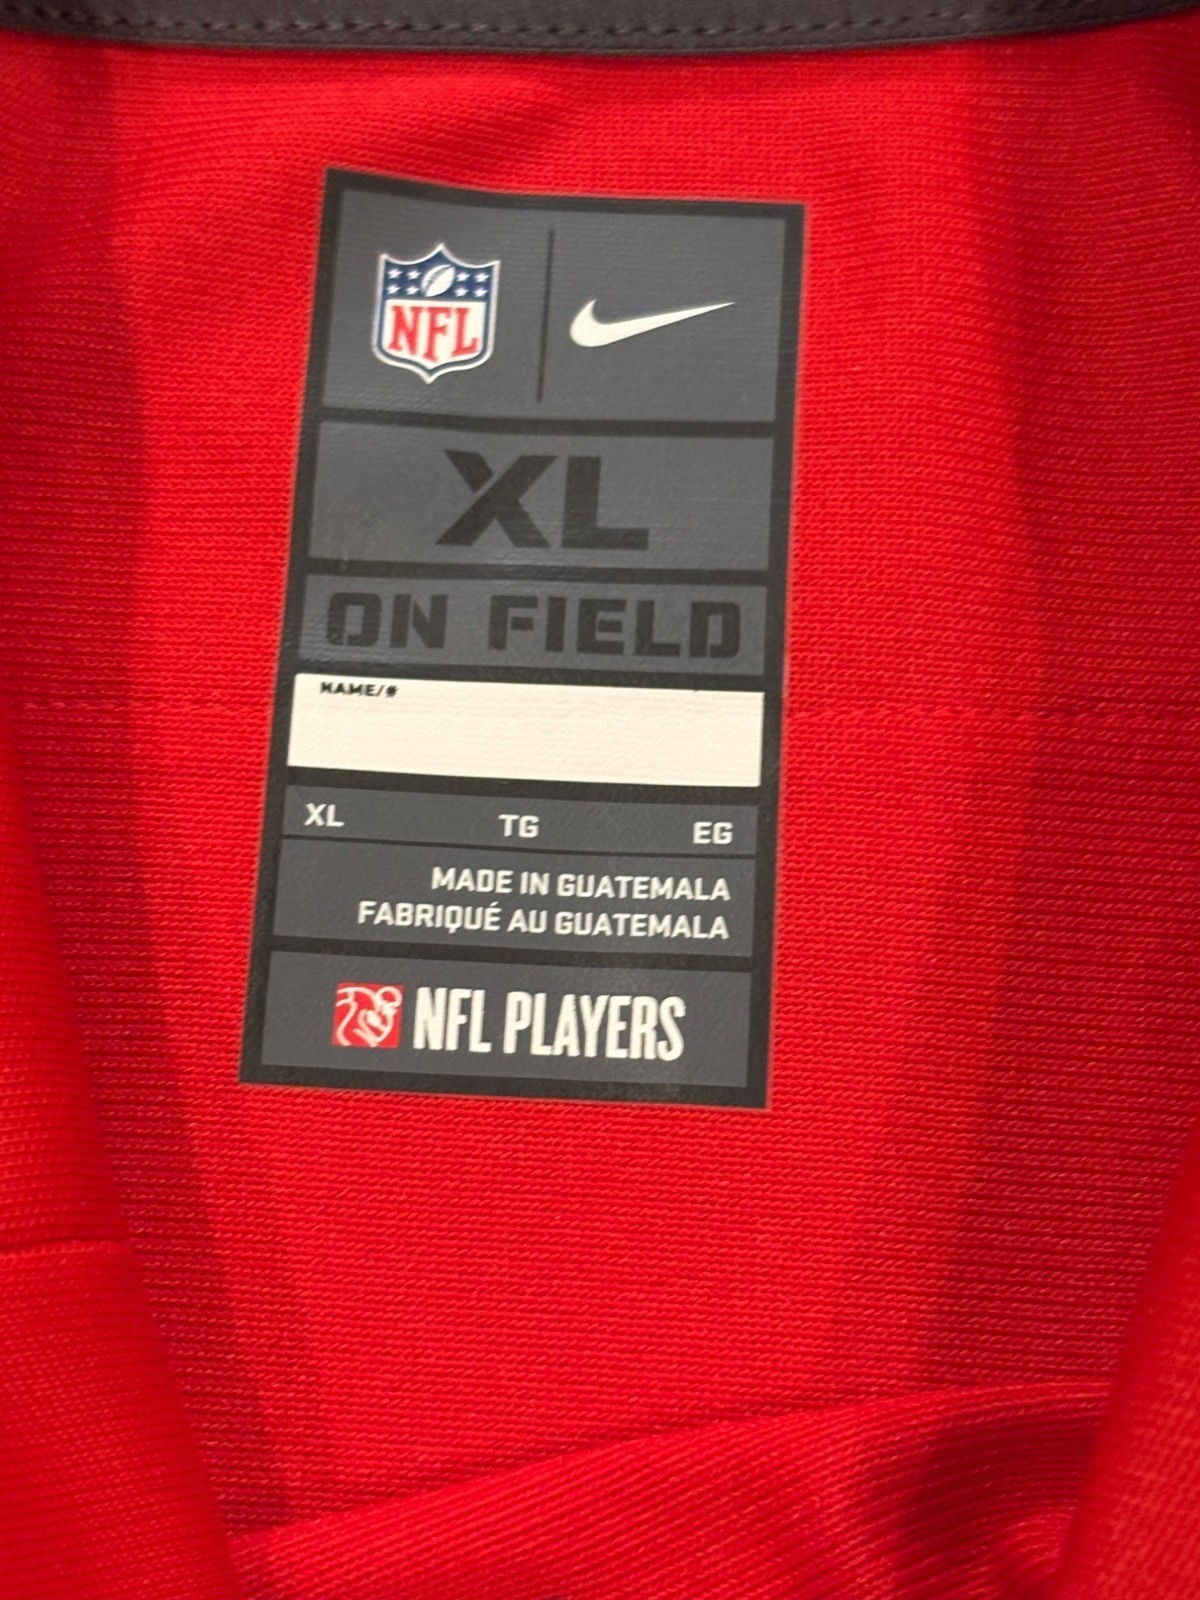 NFL
XL
ON FIELD
NAME/#
XL TG EG
MADE IN GUATEMALA
FABRIQUÉ AU GUATEMALA
NFL PLAYERS